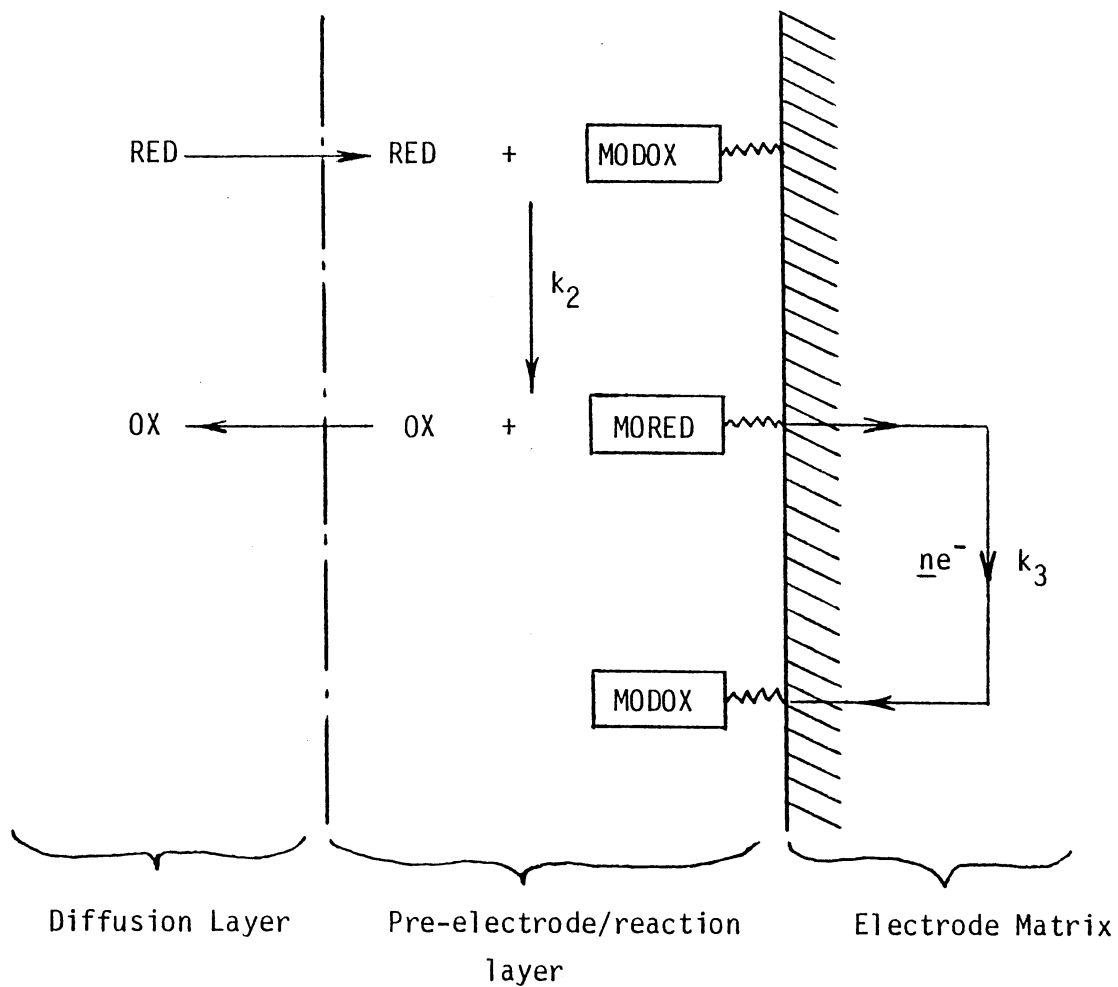 RED RED + MODOX
k2
OX OX + MORED
ne- k3
MODOX
Diffusion Layer Pre-electrode/reaction layer Electrode Matrix